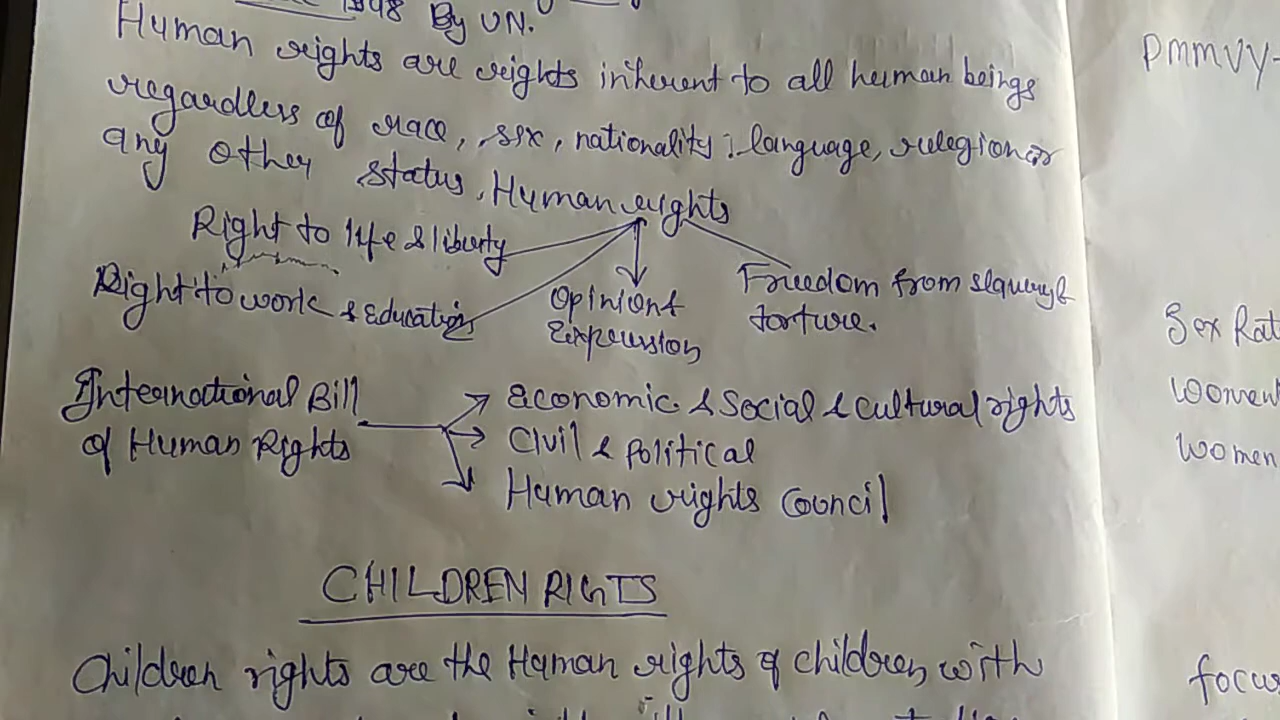 1948 By UN.
Human rights are rights inherent to all human beings
regardless of race, sex, nationality, language, relegion or
any other status. Human rights
Right to life & liberty
Right to work & Education
Opinion &
Expression
Freedom from slavery &
torture.
International Bill
of Human Rights
Economic & Social & Cultural rights
Civil & Political
Human rights Council
CHILDREN RIGTS
Children rights are the Human rights of children with
PMMVY-
Sex Rat
women
women
focus